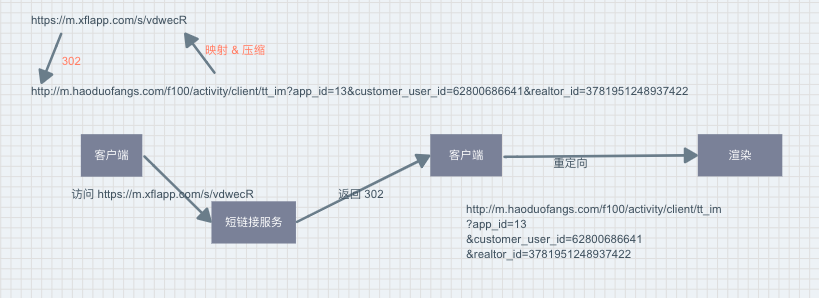 https://m.xflapp.com/s/vdwecR
映射 & 压缩
302
http://m.haoduofangs.com/f100/activity/client/tt_im?app_id=13&customer_user_id=62800686641&realtor_id=3781951248937422
客户端
客户端
渲染
重定向
访问 https://m.xflapp.com/s/vdwecR
返回 302
短链接服务
http://m.haoduofangs.com/f100/activity/client/tt_im
?app_id=13
&customer_user_id=62800686641
&realtor_id=3781951248937422